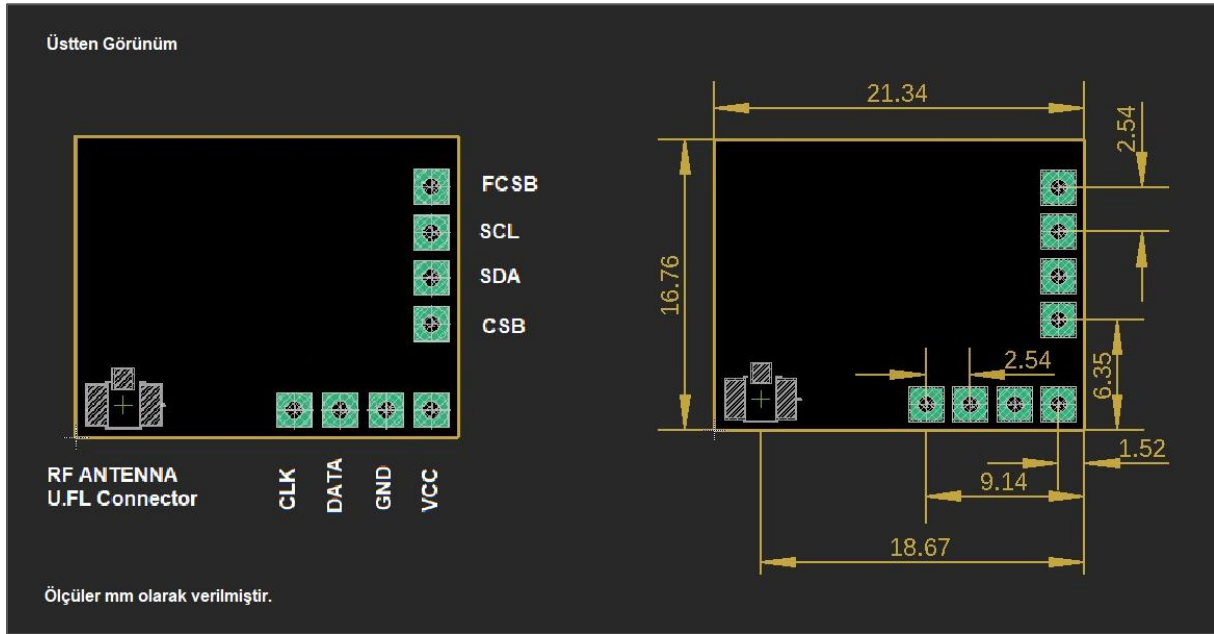 Üstten Görünüm
FCSB
SCL
SDA
CSB
RF ANTENNA
U.FL Connector
CLK
DATA
GND
VCC
21.34
2.54
16.76
2.54
6.35
1.52
9.14
18.67
Ölçüler mm olarak verilmiştir.